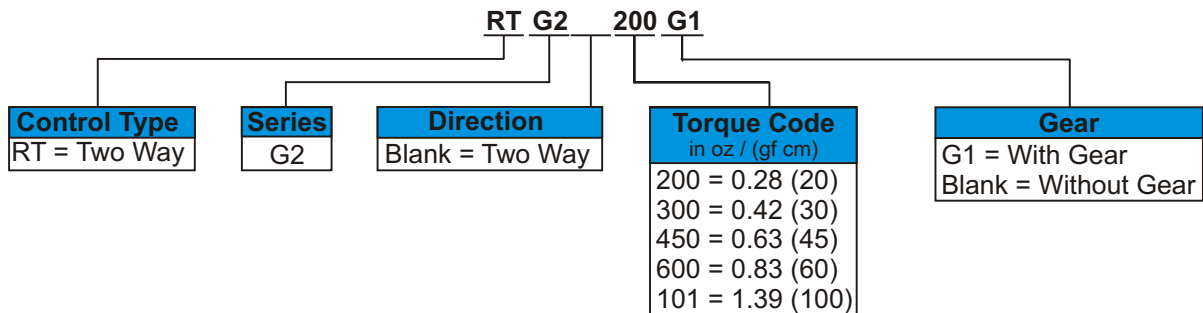 RT G2 200 G1
Control Type
RT = Two Way
Series
G2
Direction
Blank = Two Way
Torque Code
in oz / (gf cm)
200 = 0.28 (20)
300 = 0.42 (30)
450 = 0.63 (45)
600 = 0.83 (60)
101 = 1.39 (100)
Gear
G1 = With Gear
Blank = Without Gear